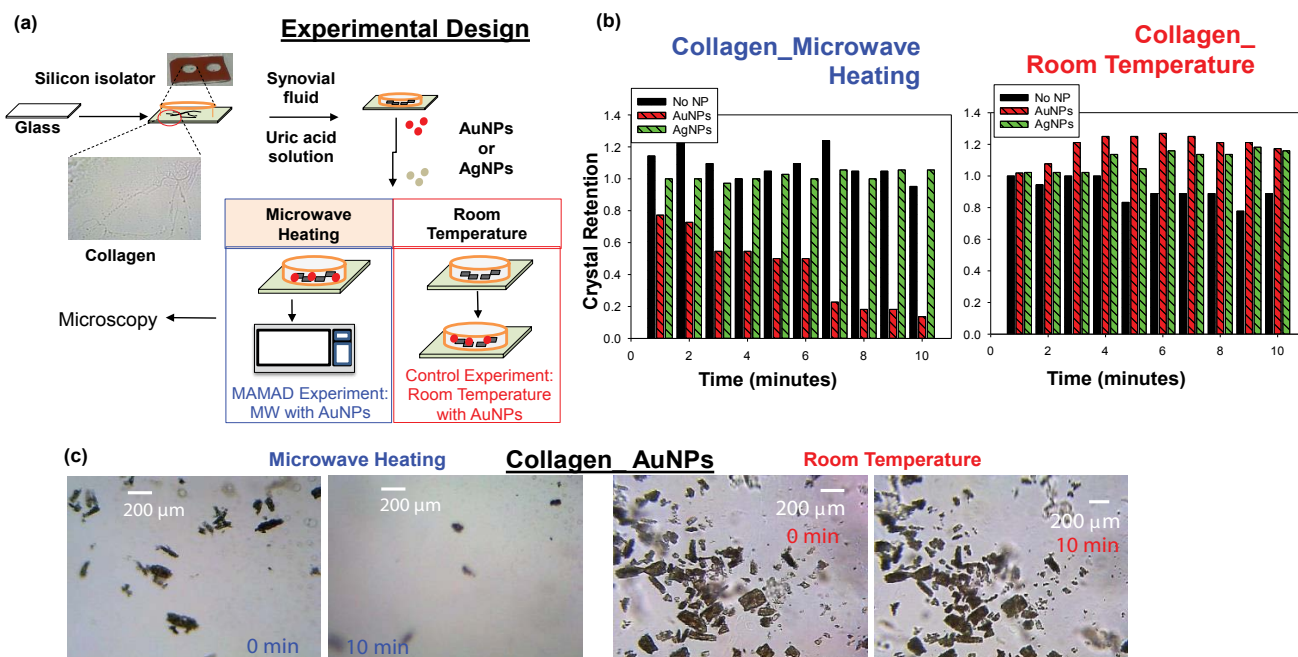 (a)
Experimental Design
Silicon isolator
Glass
Synovial
fluid
Uric acid
solution
AuNPs
or
AgNPs
Collagen
Microwave
Heating
Room
Temperature
Microscopy
MAMAD Experiment:
MW with AuNPs
Control Experiment:
Room Temperature
with AuNPs
(b)
Collagen_Microwave
Heating
No NP
AuNPs
AgNPs
Crystal Retention
1.4
1.2
1.0
0.8
0.6
0.4
0.2
0.0
0 2 4 6 8 10
Time (minutes)
Collagen_
Room Temperature
No NP
AuNPs
AgNPs
1.4
1.2
1.0
0.8
0.6
0.4
0.2
0.0
0 2 4 6 8 10
Time (minutes)
(c)
Collagen_ AuNPs
Microwave Heating
Room Temperature
200 µm
0 min
200 µm
10 min
200 µm
0 min
200 µm
10 min